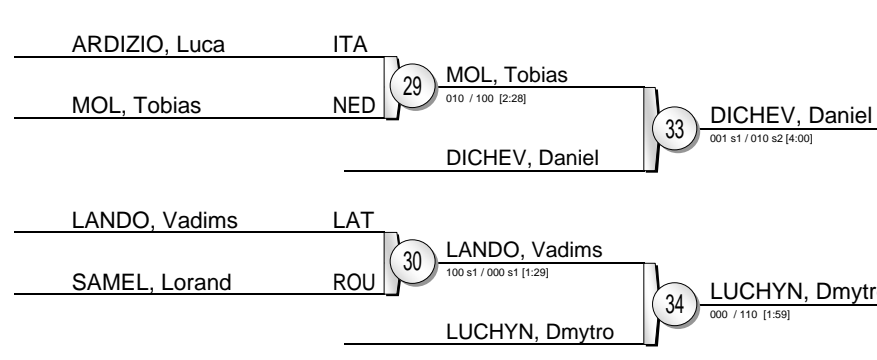 ARDIZIO, Luca ITA
MOL, Tobias NED
29
MOL, Tobias
010 / 100 [2:28]
DICHEV, Daniel
33
DICHEV, Daniel
001 s1 / 010 s2 [4:00]
LANDO, Vadims LAT
SAMEL, Lorand ROU
30
LANDO, Vadims
100 s1 / 000 s1 [1:29]
LUCHYN, Dmytro
34
LUCHYN, Dmytr
000 / 110 [1:59]